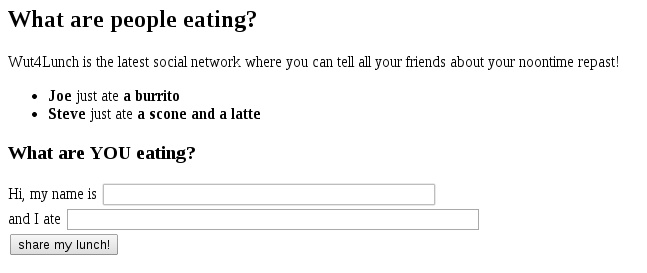 What are people eating?
Wut4Lunch is the latest social network where you can tell all your friends about your noontime repast!
• Joe just ate a burrito
• Steve just ate a scone and a latte
What are YOU eating?
Hi, my name is
and I ate
share my lunch!